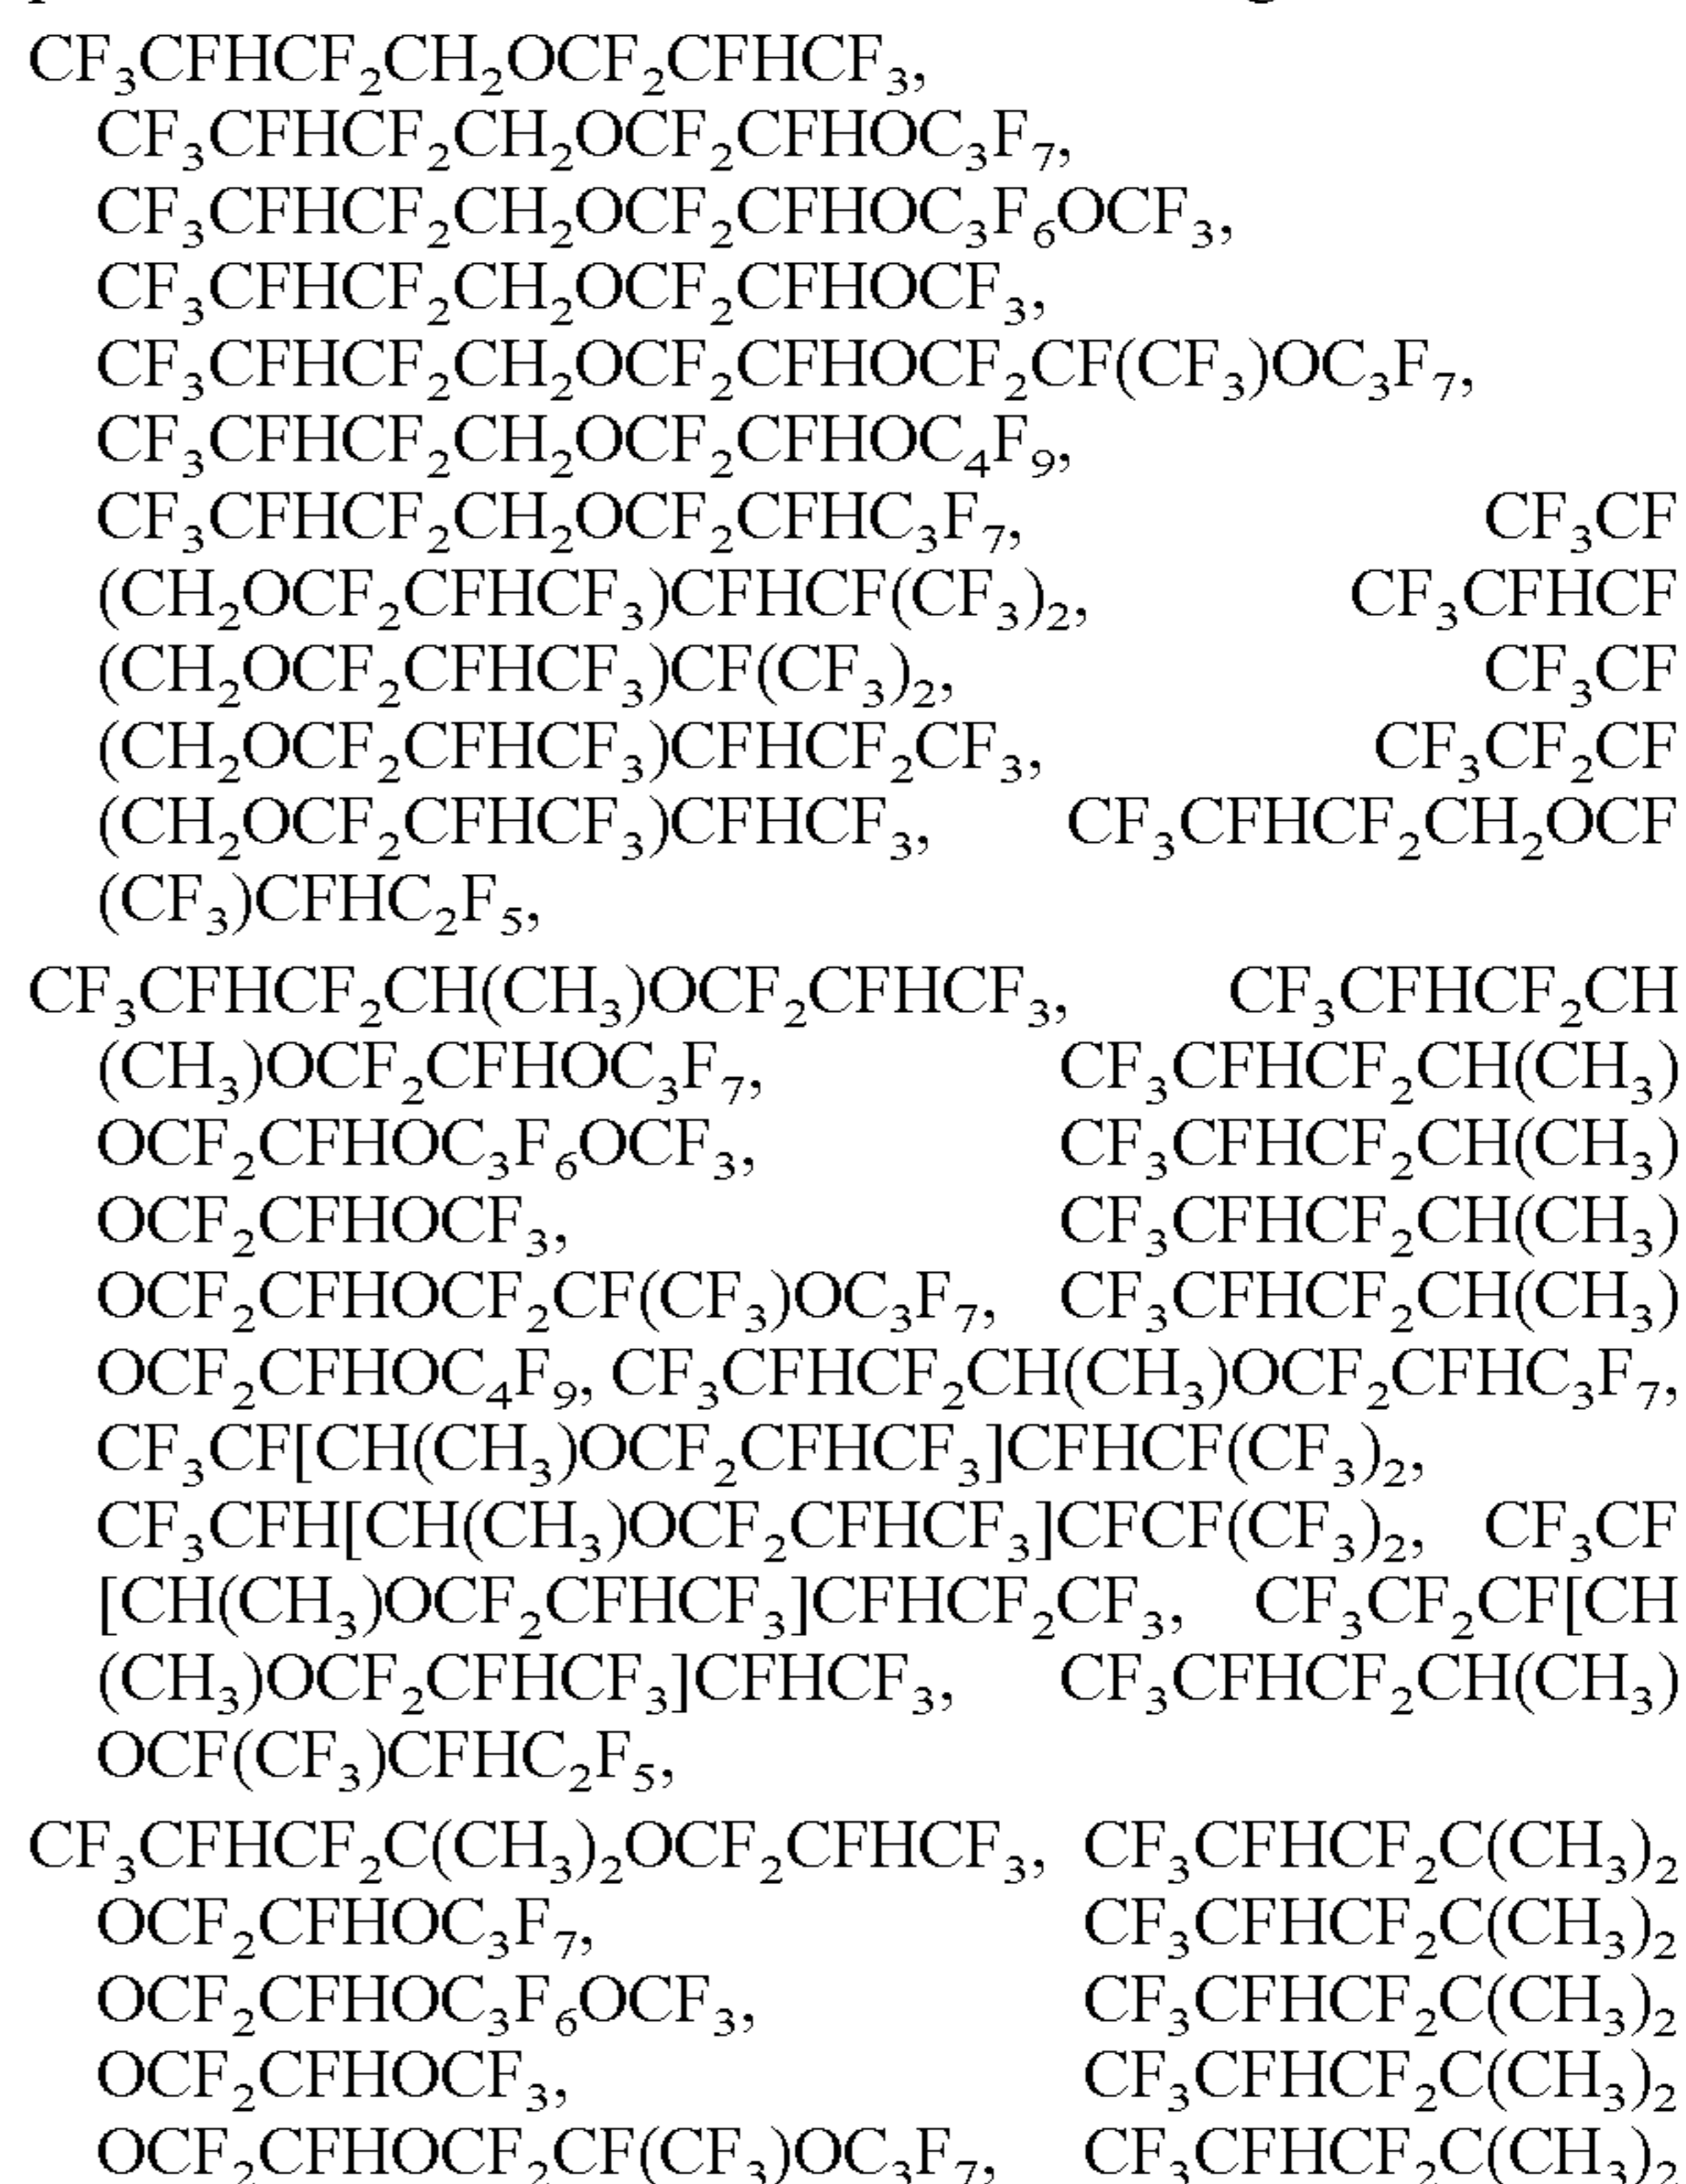 CF₃CFHCF₂CH₂OCF₂CFHCF₃,
CF₃CFHCF₂CH₂OCF₂CFHOC₃F₇,
CF₃CFHCF₂CH₂OCF₂CFHOC₃F₆OCF₃,
CF₃CFHCF₂CH₂OCF₂CFHOCF₃,
CF₃CFHCF₂CH₂OCF₂CFHOCF₂CF(CF₃)OC₃F₇,
CF₃CFHCF₂CH₂OCF₂CFHOC₄F₉,
CF₃CFHCF₂CH₂OCF₂CFHC₃F₇, CF₃CF
(CH₂OCF₂CFHCF₃)CFHCF(CF₃)₂, CF₃CFHCF
(CH₂OCF₂CFHCF₃)CF(CF₃)₂, CF₃CF
(CH₂OCF₂CFHCF₃)CFHCF₂CF₃, CF₃CF₂CF
(CH₂OCF₂CFHCF₃)CFHCF₃, CF₃CFHCF₂CH₂OCF
(CF₃)CFHC₂F₅,
CF₃CFHCF₂CH(CH₃)OCF₂CFHCF₃, CF₃CFHCF₂CH
(CH₃)OCF₂CFHOC₃F₇, CF₃CFHCF₂CH(CH₃)
OCF₂CFHOC₃F₆OCF₃, CF₃CFHCF₂CH(CH₃)
OCF₂CFHOCF₃, CF₃CFHCF₂CH(CH₃)
OCF₂CFHOCF₂CF(CF₃)OC₃F₇, CF₃CFHCF₂CH(CH₃)
OCF₂CFHOC₄F₉, CF₃CFHCF₂CH(CH₃)OCF₂CFHC₃F₇,
CF₃CF[CH(CH₃)OCF₂CFHCF₃]CFHCF(CF₃)₂,
CF₃CFH[CH(CH₃)OCF₂CFHCF₃]CFCF(CF₃)₂, CF₃CF
[CH(CH₃)OCF₂CFHCF₃]CFHCF₂CF₃, CF₃CF₂CF[CH
(CH₃)OCF₂CFHCF₃]CFHCF₃, CF₃CFHCF₂CH(CH₃)
OCF(CF₃)CFHC₂F₅,
CF₃CFHCF₂C(CH₃)₂OCF₂CFHCF₃, CF₃CFHCF₂C(CH₃)₂
OCF₂CFHOC₃F₇, CF₃CFHCF₂C(CH₃)₂
OCF₂CFHOC₃F₆OCF₃, CF₃CFHCF₂C(CH₃)₂
OCF₂CFHOCF₃, CF₃CFHCF₂C(CH₃)₂
OCF₂CFHOCF₂CF(CF₃)OC₃F₇, CF₃CFHCF₂C(CH₃)₂